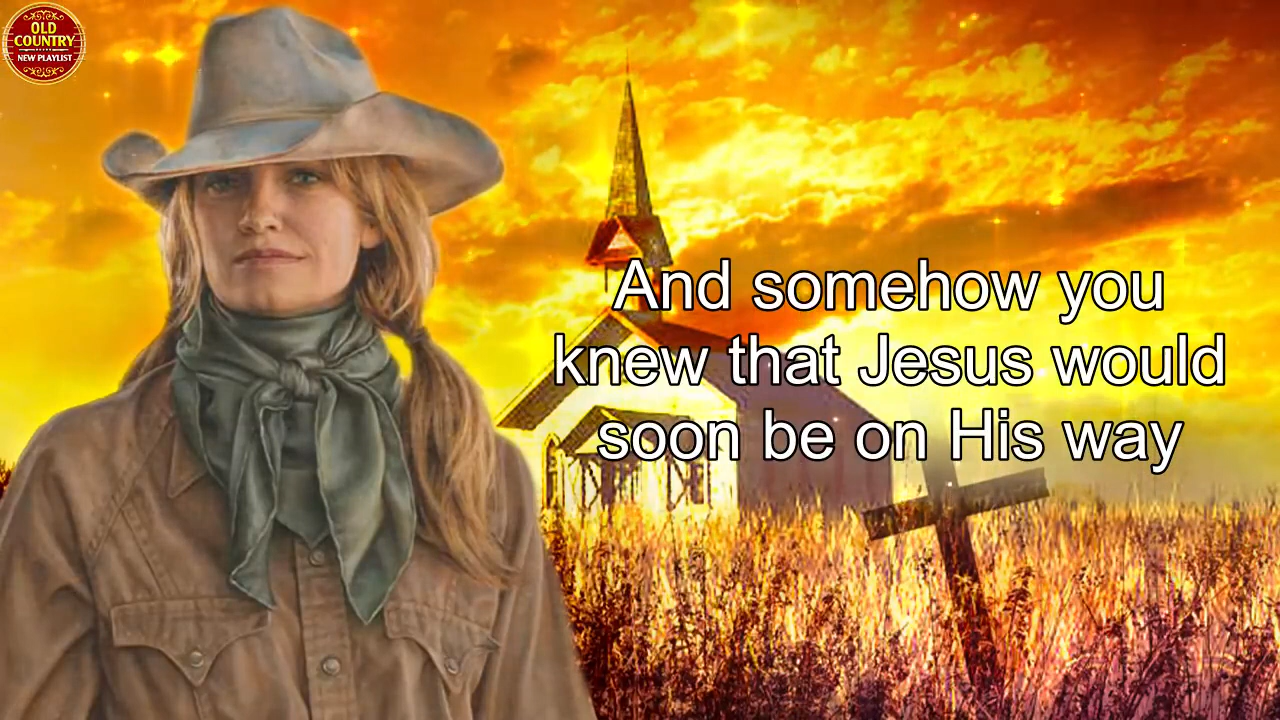 OLD
COUNTRY
NEW PLAYLIST
And somehow you
knew that Jesus would
soon be on His way